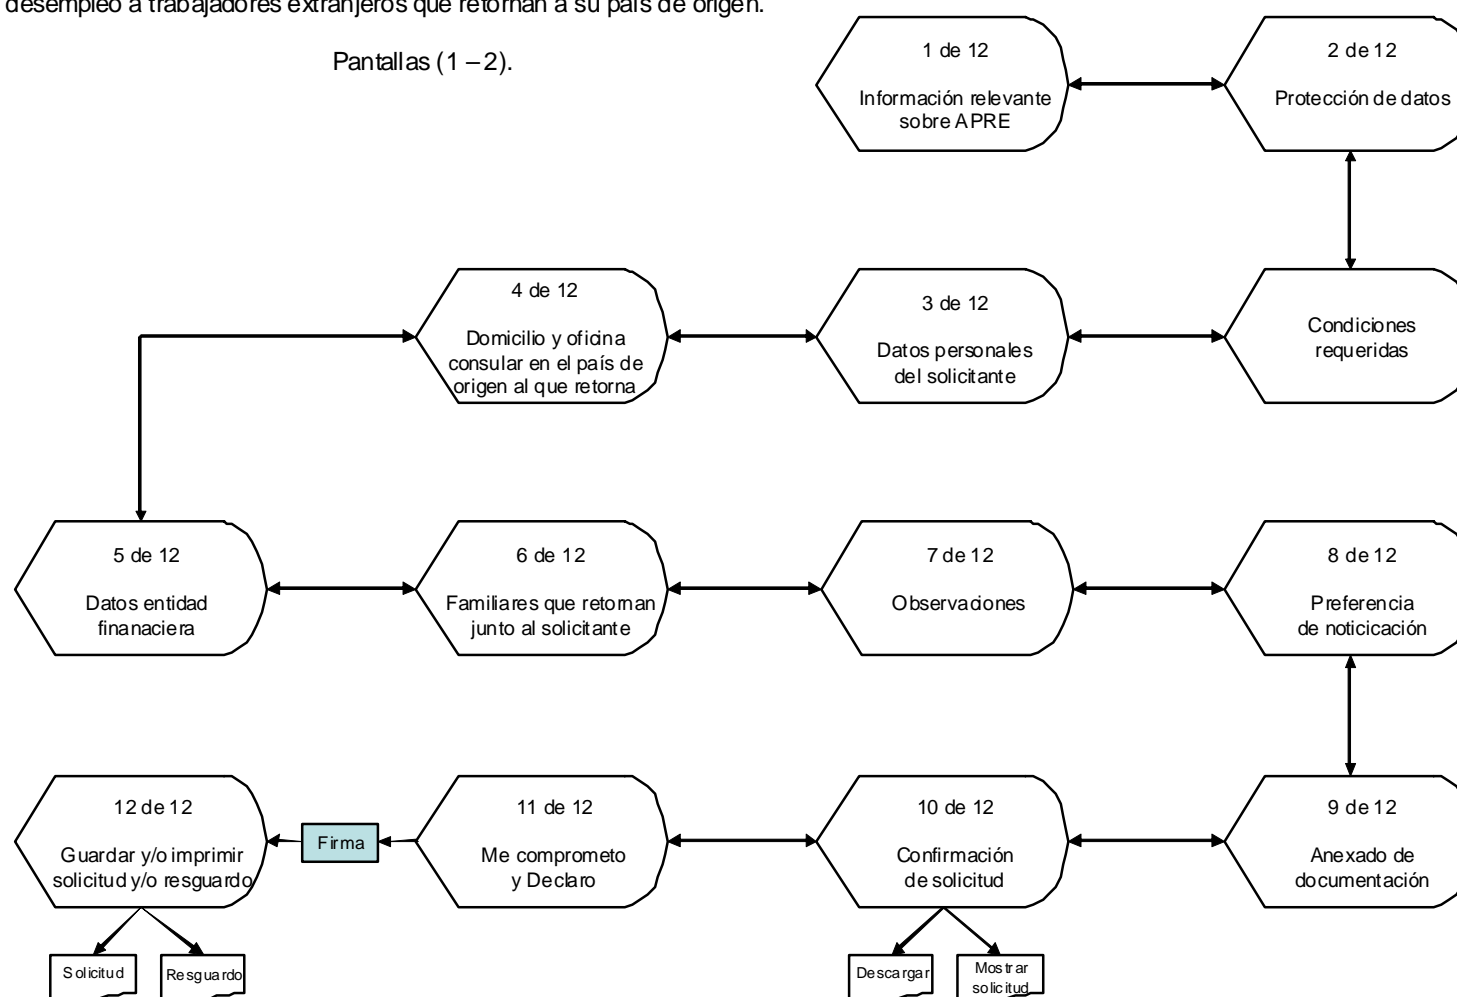 desempleo a trabajadores extranjeros que retornan a su país de origen.
Pantallas (1 – 2).
1 de 12
Información relevante
sobre APRE
2 de 12
Protección de datos
4 de 12
Domicilio y oficina
consular en el país de
origen al que retorna
3 de 12
Datos personales
del solicitante
Condiciones
requeridas
5 de 12
Datos entidad
finanaciera
6 de 12
Familiares que retornan
junto al solicitante
7 de 12
Observaciones
8 de 12
Preferencia
de noticicación
12 de 12
Guardar y/o imprimir
solicitud y/o resguardo
Firma
11 de 12
Me comprometo
y Declaro
10 de 12
Confirmación
de solicitud
9 de 12
Anexado de
documentación
Solicitud
Resguardo
Descargar
Mostrar
solicitud